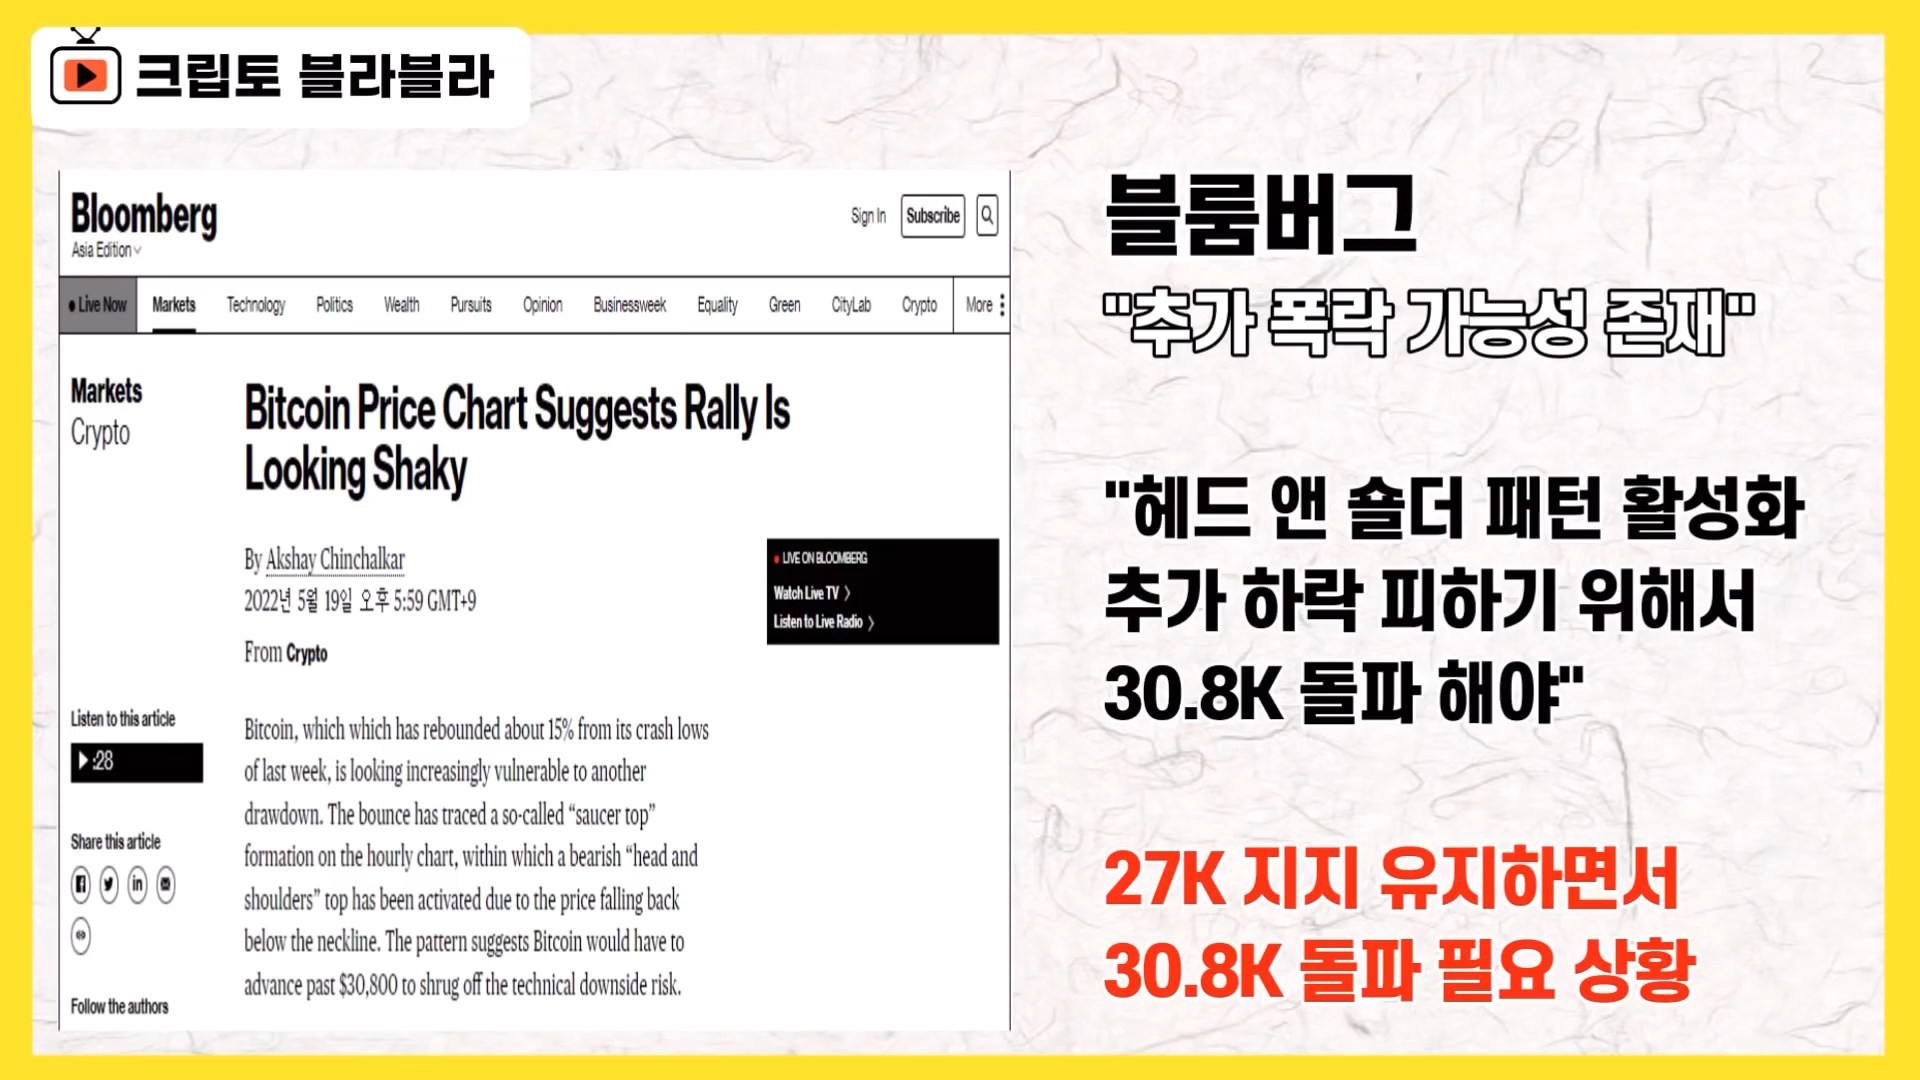 크립토 블라블라
Bloomberg
Asia Edition
Sign In
Subscribe
Live Now
Markets
Technology
Politics
Wealth
Pursuits
Opinion
Businessweek
Equality
Green
CityLab
Crypto
More
Markets
Crypto
Bitcoin Price Chart Suggests Rally Is
Looking Shaky
By Akshay Chinchalkar
2022년 5월 19일 오후 5:59 GMT+9
From Crypto
LIVE ON BLOOMBERG
Watch Live TV
Listen to Live Radio
Listen to this article
:28
Share this article
Follow the authors
Bitcoin, which which has rebounded about 15% from its crash lows
of last week, is looking increasingly vulnerable to another
drawdown. The bounce has traced a so-called “saucer top”
formation on the hourly chart, within which a bearish “head and
shoulders” top has been activated due to the price falling back
below the neckline. The pattern suggests Bitcoin would have to
advance past $30,800 to shrug off the technical downside risk.
블룸버그
"추가 폭락 가능성 존재"
"헤드 앤 숄더 패턴 활성화
추가 하락 피하기 위해서
30.8K 돌파 해야"
27K 지지 유지하면서
30.8K 돌파 필요 상황